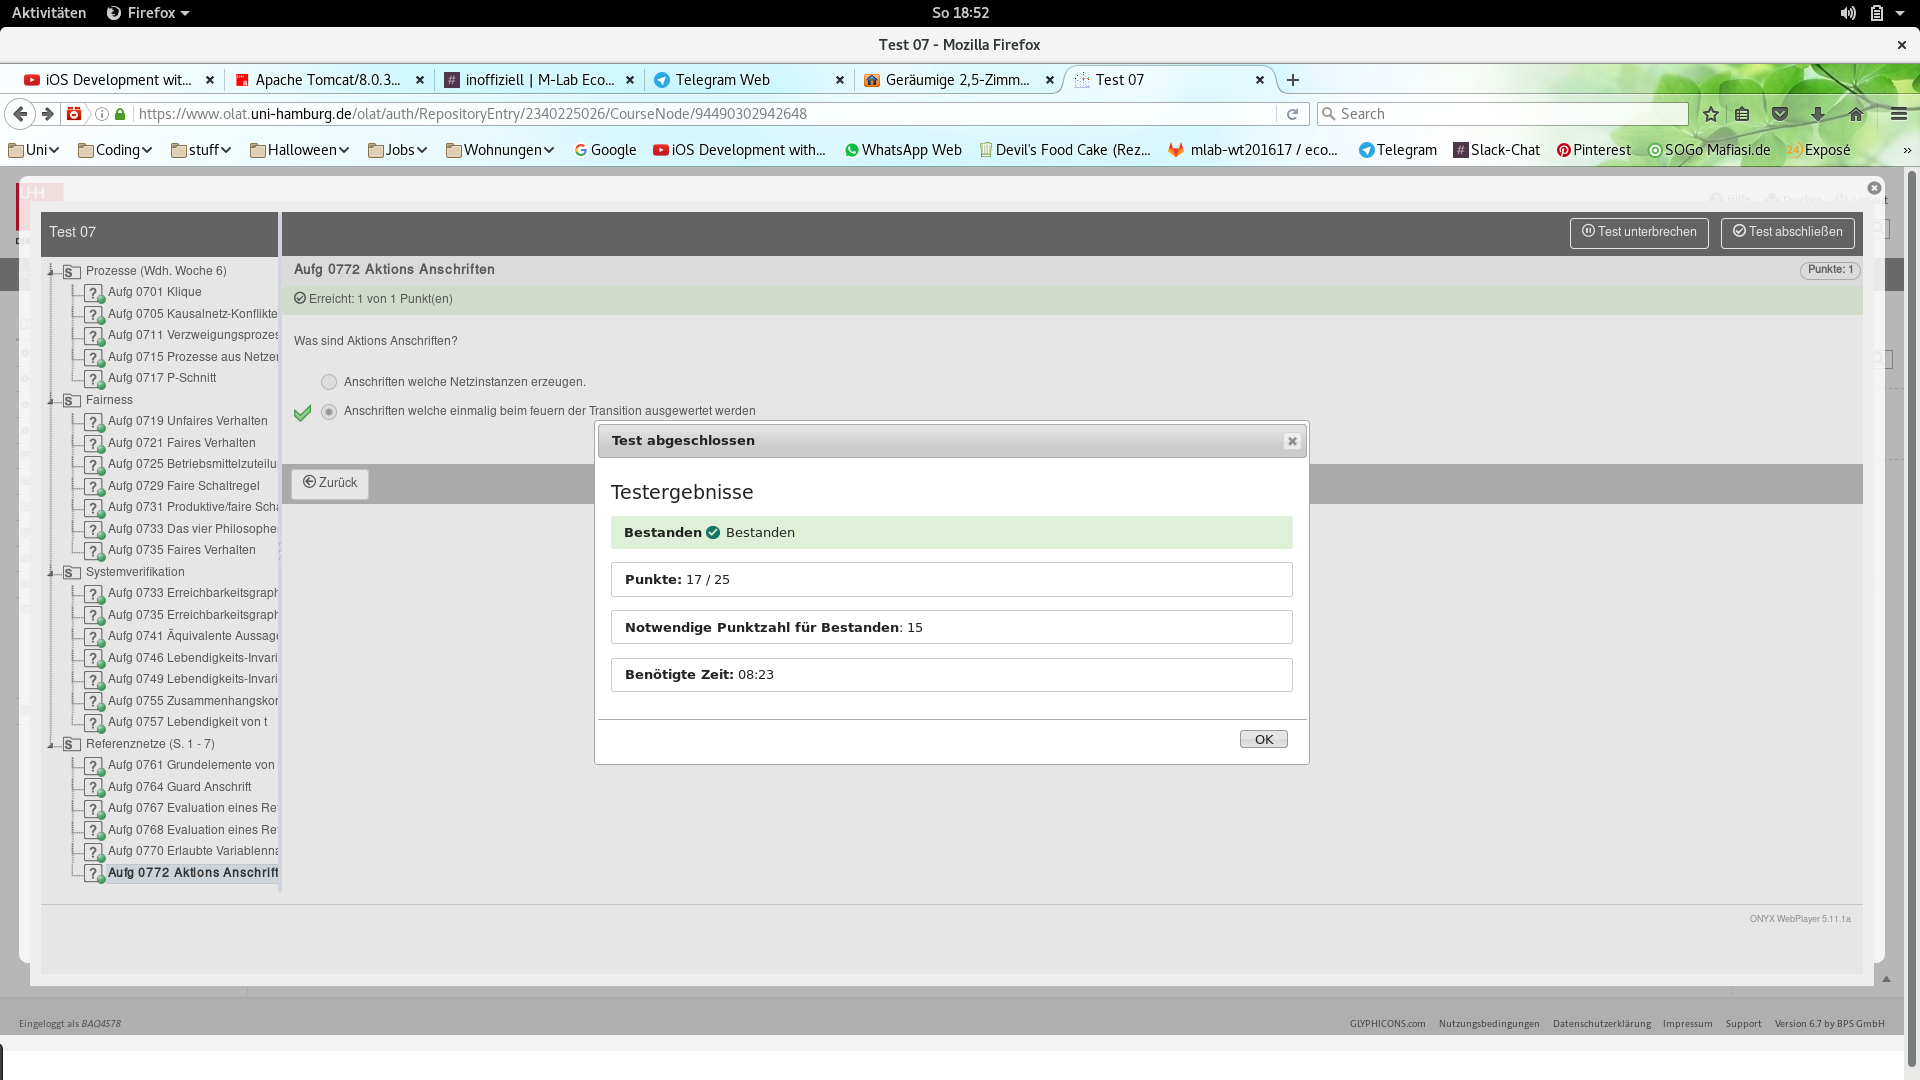 Aktivitäten Firefox So 18:52
Test 07 - Mozilla Firefox
iOS Development wit... Apache Tomcat/8.0.3... inoffiziell | M-Lab Eco... Telegram Web Geräumige 2,5-Zimm... Test 07
https://www.olat.uni-hamburg.de/olat/auth/RepositoryEntry/2340225026/CourseNode/94490302942648 Search
Uni Coding stuff Halloween Jobs Wohnungen Google iOS Development with... WhatsApp Web Devil's Food Cake (Rez... mlab-wt201617 / eco... Telegram Slack-Chat Pinterest SOGo Mafiasi.de Exposé »
Test 07 Test unterbrechen Test abschließen
Prozesse (Wdh. Woche 6)
Aufg 0701 Klique
Aufg 0705 Kausalnetz-Konflikte
Aufg 0711 Verzweigungsprozes
Aufg 0715 Prozesse aus Netzen
Aufg 0717 P-Schnitt
Fairness
Aufg 0719 Unfaires Verhalten
Aufg 0721 Faires Verhalten
Aufg 0725 Betriebsmittelzuteilu
Aufg 0729 Faire Schaltregel
Aufg 0731 Produktive/faire Scha
Aufg 0733 Das vier Philosophe
Aufg 0735 Faires Verhalten
Systemverifikation
Aufg 0733 Erreichbarkeitsgraph
Aufg 0735 Erreichbarkeitsgraph
Aufg 0741 Äquivalente Aussage
Aufg 0746 Lebendigkeits-Invari
Aufg 0749 Lebendigkeits-Invari
Aufg 0755 Zusammenhangskor
Aufg 0757 Lebendigkeit von t
Referenznetze (S. 1 - 7)
Aufg 0761 Grundelemente von
Aufg 0764 Guard Anschrift
Aufg 0767 Evaluation eines Re
Aufg 0768 Evaluation eines Re
Aufg 0770 Erlaubte Variablenna
Aufg 0772 Aktions Anschrift
Aufg 0772 Aktions Anschriften Punkte: 1
Erreicht: 1 von 1 Punkt(en)
Was sind Aktions Anschriften?
Anschriften welche Netzinstanzen erzeugen.
Anschriften welche einmalig beim feuern der Transition ausgewertet werden
Zurück
Test abgeschlossen
Testergebnisse
Bestanden Bestanden
Punkte: 17 / 25
Notwendige Punktzahl für Bestanden: 15
Benötigte Zeit: 08:23
OK
ONYX WebPlayer 5.11.1a
Eingeloggt als BAQ4578 GLYPHICONS.com Nutzungsbedingungen Datenschutzerklärung Impressum Support Version 6.7 by BPS GmbH